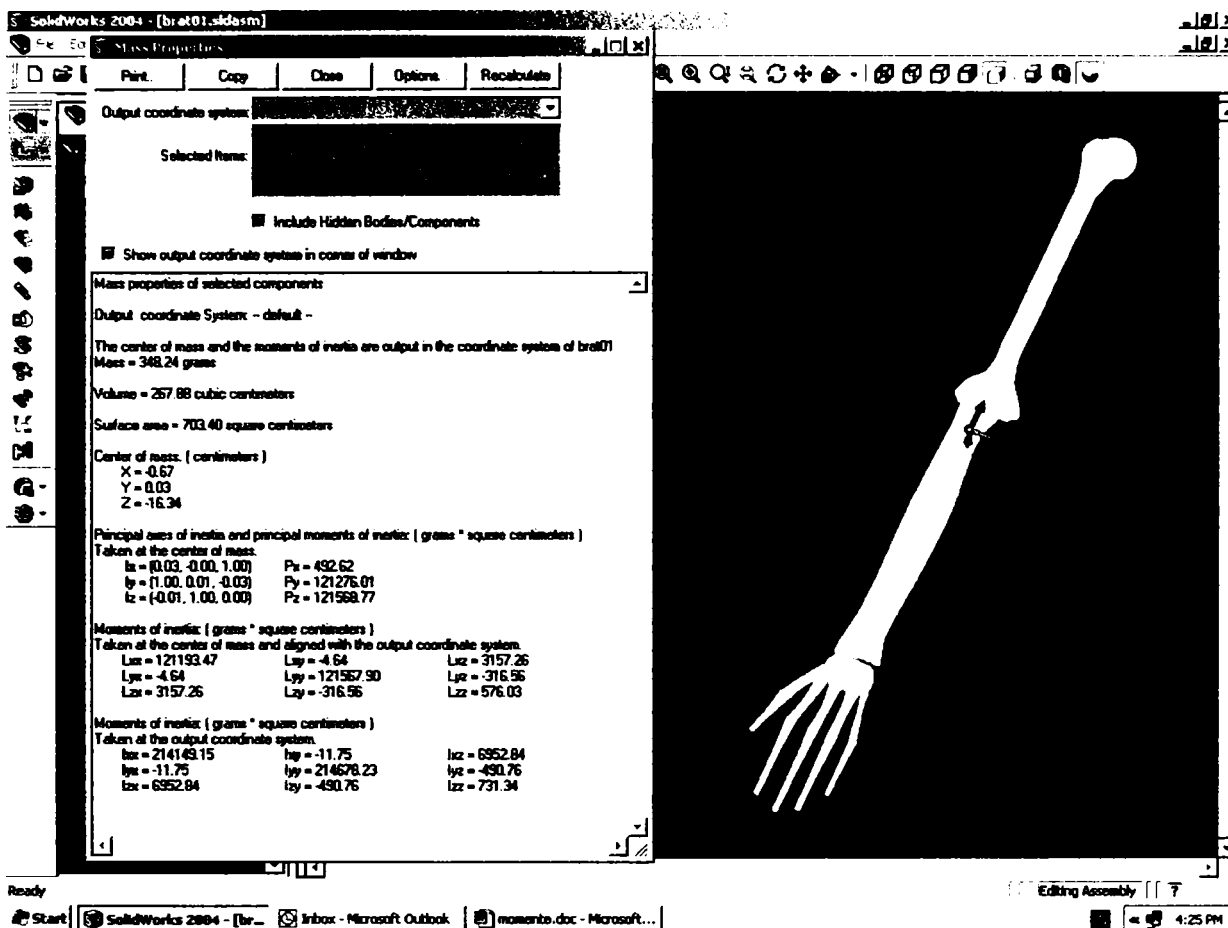 SolidWorks 2004 - [brat01.sldasm]
Mass Properties
Print.. Copy Close Options.. Recalculate
Output coordinate system:
Selected Items:
Include Hidden Bodies/Components
Show output coordinate system in corner of window
Mass properties of selected components
Output coordinate System: -- default --
The center of mass and the moments of inertia are output in the coordinate system of brat01
Mass = 348.24 grams
Volume = 267.88 cubic centimeters
Surface area = 703.40 square centimeters
Center of mass: ( centimeters )
X = -0.67
Y = 0.03
Z = -16.34
Principal axes of inertia and principal moments of inertia: ( grams * square centimeters )
Taken at the center of mass.
Ix = (0.03, -0.00, 1.00) Px = 492.62
Iy = (1.00, 0.01, -0.03) Py = 121276.01
Iz = (-0.01, 1.00, 0.00) Pz = 121568.77
Moments of inertia: ( grams * square centimeters )
Taken at the center of mass and aligned with the output coordinate system.
Lxx = 121193.47 Lxy = -4.64 Lxz = 3157.26
Lyx = -4.64 Lyy = 121567.90 Lyz = -316.56
Lzx = 3157.26 Lzy = -316.56 Lzz = 576.03
Moments of inertia: ( grams * square centimeters )
Taken at the output coordinate system.
Ixx = 214149.15 Ixy = -11.75 Ixz = 6952.84
Iyx = -11.75 Iyy = 214678.23 Iyz = -490.76
Izx = 6952.84 Izy = -490.76 Izz = 731.34
Ready
Editing Assembly ?
Start SolidWorks 2004 - [br... Inbox - Microsoft Outlook momente.doc - Microsoft... 4:25 PM